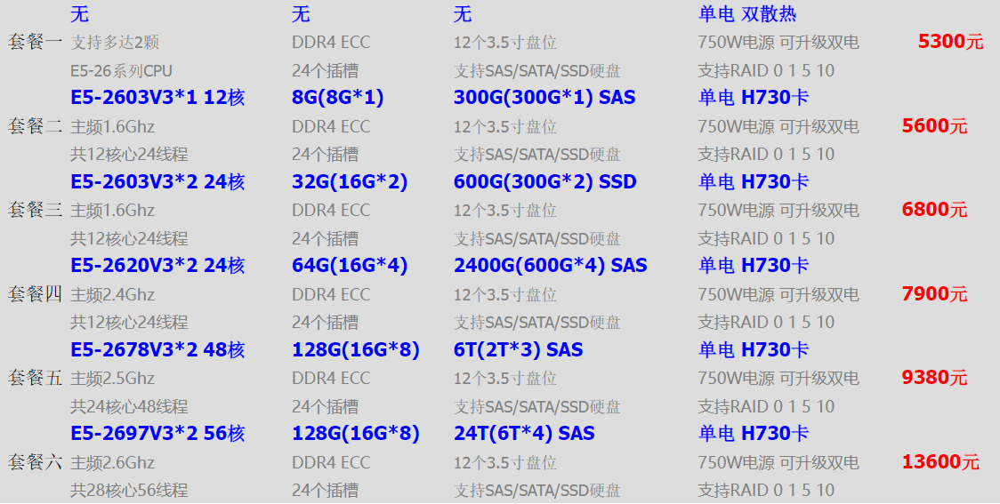 无 无 无 单电 双散热
套餐一 支持多达2颗 DDR4 ECC 12个3.5寸盘位 750W电源 可升级双电 5300元
E5-26系列CPU 24个插槽 支持SAS/SATA/SSD硬盘 支持RAID 0 1 5 10
E5-2603V3*1 12核 8G(8G*1) 300G(300G*1) SAS 单电 H730卡
套餐二 主频1.6Ghz DDR4 ECC 12个3.5寸盘位 750W电源 可升级双电 5600元
共12核心24线程 24个插槽 支持SAS/SATA/SSD硬盘 支持RAID 0 1 5 10
E5-2603V3*2 24核 32G(16G*2) 600G(300G*2) SSD 单电 H730卡
套餐三 主频1.6Ghz DDR4 ECC 12个3.5寸盘位 750W电源 可升级双电 6800元
共12核心24线程 24个插槽 支持SAS/SATA/SSD硬盘 支持RAID 0 1 5 10
E5-2620V3*2 24核 64G(16G*4) 2400G(600G*4) SAS 单电 H730卡
套餐四 主频2.4Ghz DDR4 ECC 12个3.5寸盘位 750W电源 可升级双电 7900元
共12核心24线程 24个插槽 支持SAS/SATA/SSD硬盘 支持RAID 0 1 5 10
E5-2678V3*2 48核 128G(16G*8) 6T(2T*3) SAS 单电 H730卡
套餐五 主频2.5Ghz DDR4 ECC 12个3.5寸盘位 750W电源 可升级双电 9380元
共24核心48线程 24个插槽 支持SAS/SATA/SSD硬盘 支持RAID 0 1 5 10
E5-2697V3*2 56核 128G(16G*8) 24T(6T*4) SAS 单电 H730卡
套餐六 主频2.6Ghz DDR4 ECC 12个3.5寸盘位 750W电源 可升级双电 13600元
共28核心56线程 24个插槽 支持SAS/SATA/SSD硬盘 支持RAID 0 1 5 10